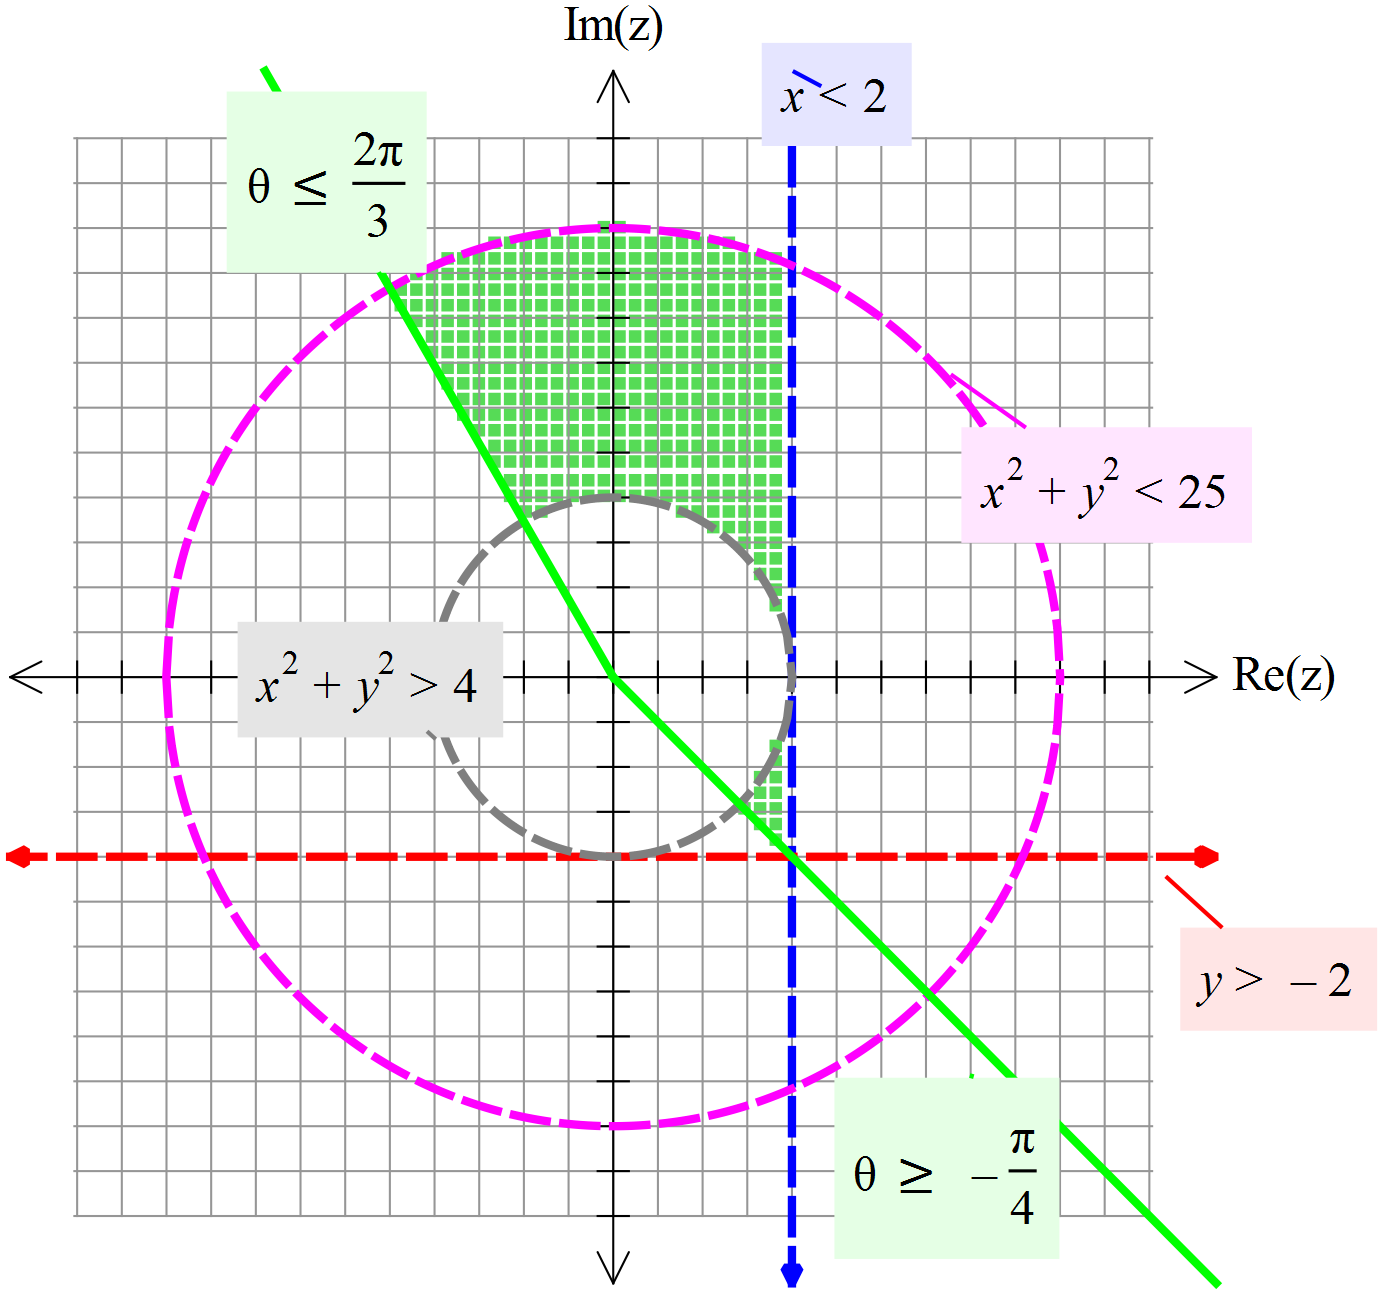 Im(z)
x < 2
θ ≤ 2π/3
x² + y² < 25
x² + y² > 4
Re(z)
y > – 2
θ ≥ –π/4